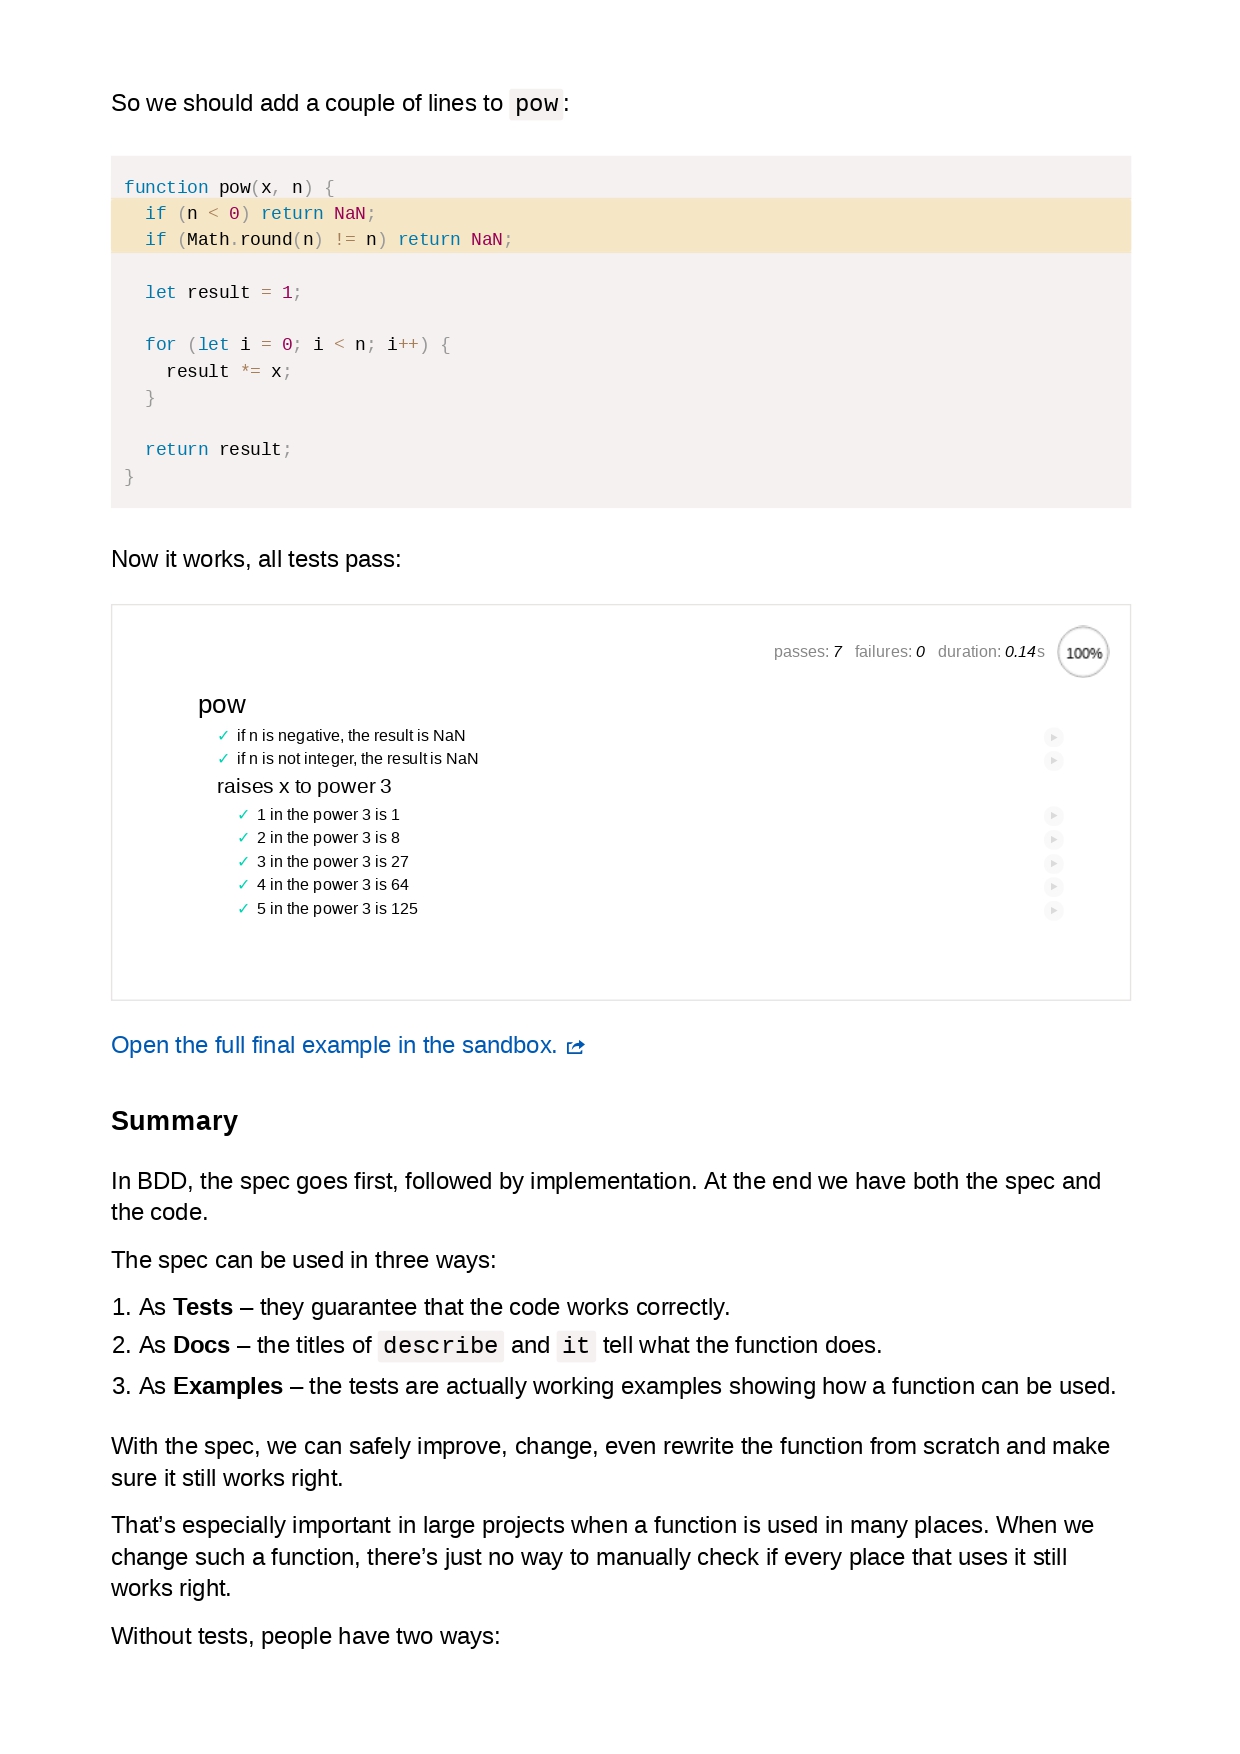 So we should add a couple of lines to pow:
function pow(x, n) {
  if (n < 0) return NaN;
  if (Math.round(n) != n) return NaN;
  let result = 1;
  for (let i = 0; i < n; i++) {
    result *= x;
  }
  return result;
}
Now it works, all tests pass:
passes: 7 failures: 0 duration: 0.14s 100%
pow
✓ if n is negative, the result is NaN
✓ if n is not integer, the result is NaN
raises x to power 3
✓ 1 in the power 3 is 1
✓ 2 in the power 3 is 8
✓ 3 in the power 3 is 27
✓ 4 in the power 3 is 64
✓ 5 in the power 3 is 125
Open the full final example in the sandbox.
Summary
In BDD, the spec goes first, followed by implementation. At the end we have both the spec and
the code.
The spec can be used in three ways:
1. As Tests – they guarantee that the code works correctly.
2. As Docs – the titles of describe and it tell what the function does.
3. As Examples – the tests are actually working examples showing how a function can be used.
With the spec, we can safely improve, change, even rewrite the function from scratch and make
sure it still works right.
That’s especially important in large projects when a function is used in many places. When we
change such a function, there’s just no way to manually check if every place that uses it still
works right.
Without tests, people have two ways: